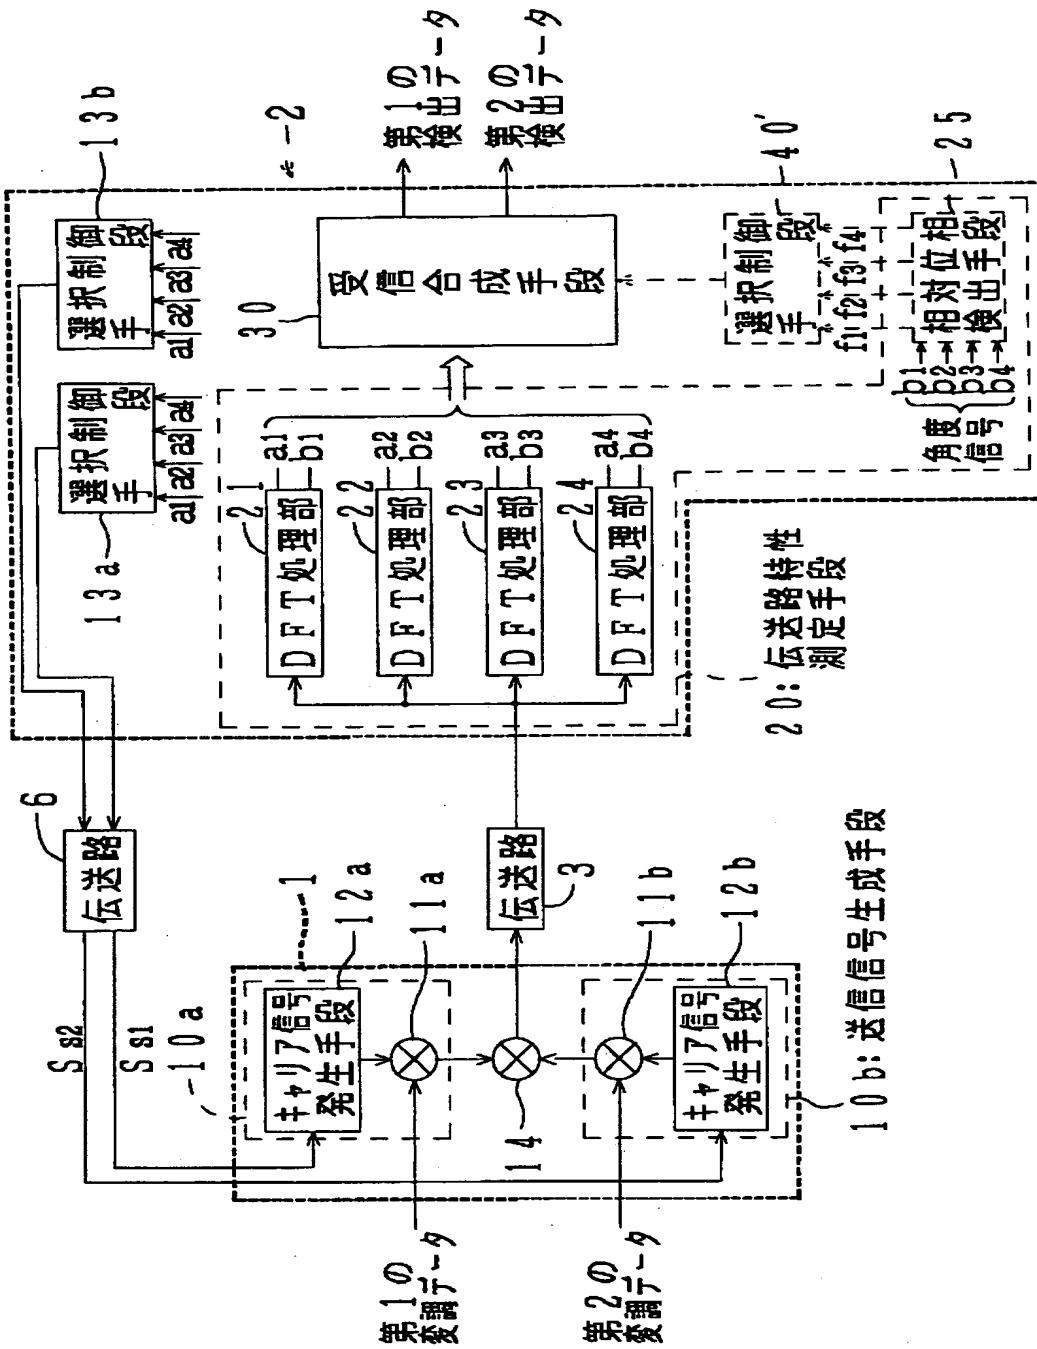 第1の
変調データ
第2の
変調データ
Ss2
Ss1
10a
1
キャリア信号
発生手段
12a
11a
14
11b
キャリア信号
発生手段
12b
10b:送信信号生成手段
伝送路
6
伝送路
3
13a
選択制御
手段
a1
a2
a3
a4
13b
選択制御
手段
a1
a2
a3
a4
2
DFT処理部
21
a1
b1
DFT処理部
22
a2
b2
DFT処理部
23
a3
b3
DFT処理部
24
a4
b4
20:伝送路特性
測定手段
30
受信合成手段
第1の
検出データ
第2の
検出データ
選択制御
手段
40'
f1
f2
f3
f4
相対位相
検出手段
25
b1
b2
b3
b4
角度
信号